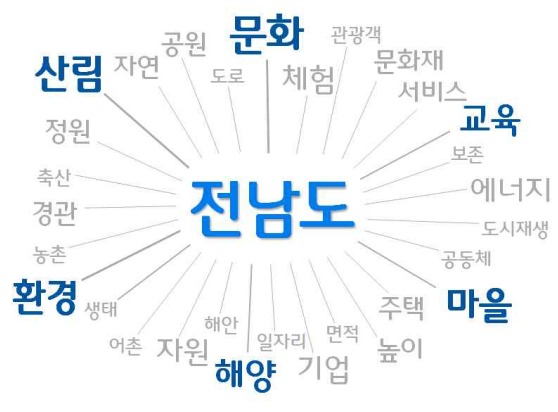 문화
관광객
공원
산림
자연
도로
체험
문화재
서비스
교육
정원
보존
축산
에너지
전남도
경관
도시재생
농촌
공동체
환경
생태
주택
마을
어촌
자원
해안
해양
일자리
기업
면적
높이